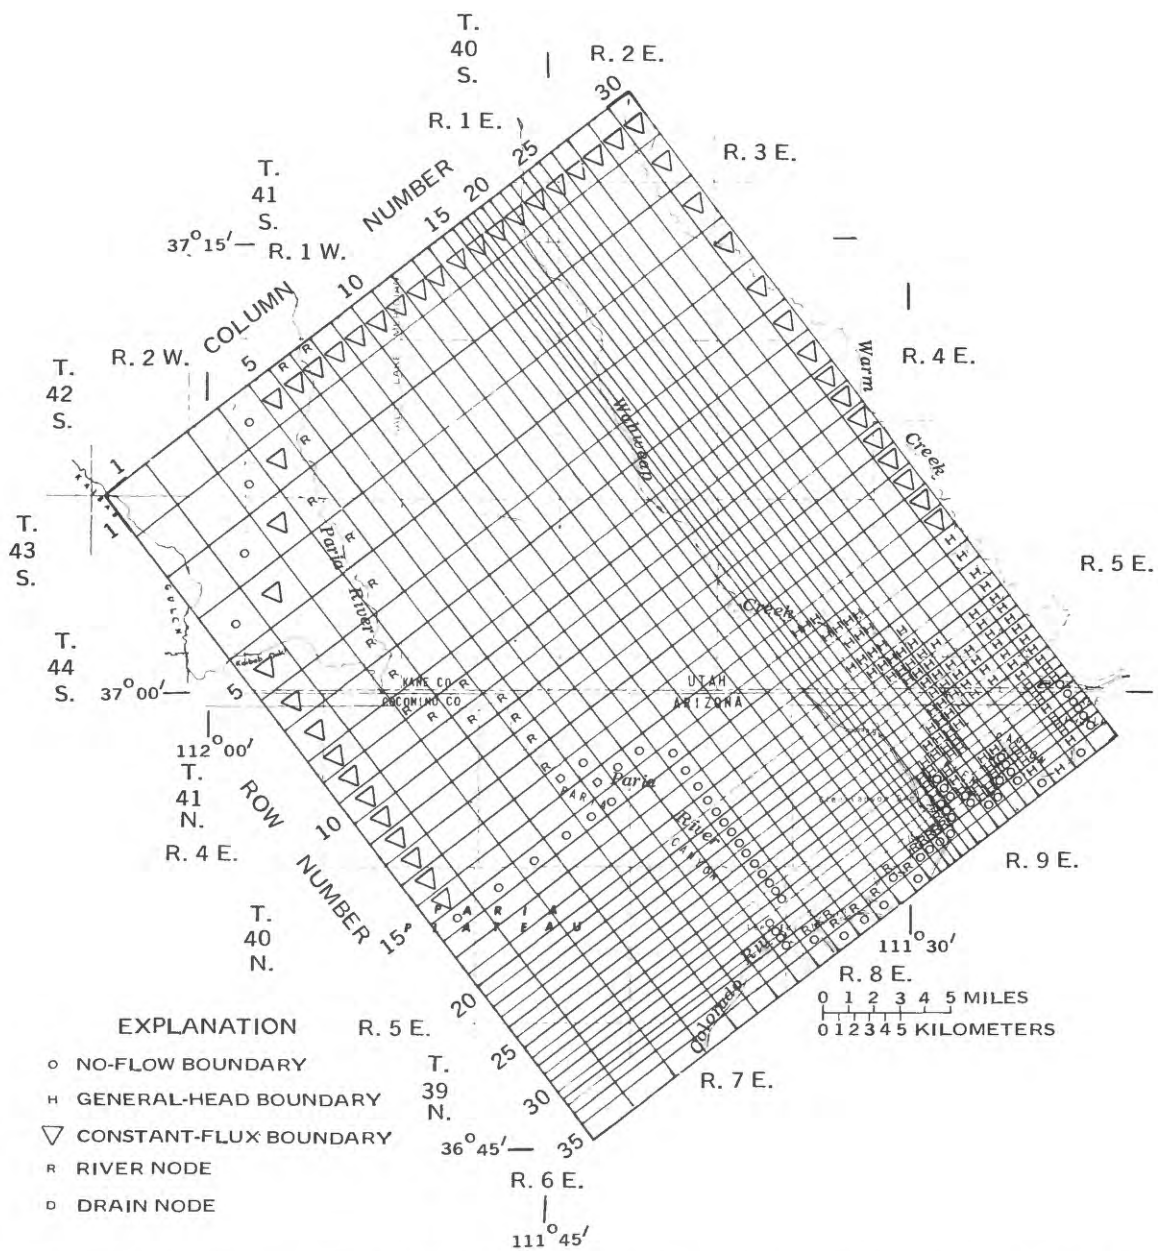 T.
40
S.
R. 2 E.
30
R. 1 E.
25
R. 3 E.
T.
41
S.
NUMBER
20
15
37°15′
R. 1 W.
10
COLUMN
R. 2 W.
5
T.
42
S.
R. 4 E.
Warm
Creek
Wahweap
1
1
T.
43
S.
GULCH
Paria
River
R. 5 E.
Creek
T.
44
S.
37°00′
5
KANE CO
COCONINO CO
UTAH
ARIZONA
112°00′
T.
41
N.
R. 4 E.
ROW
NUMBER
10
PARIA
Paria
River
CANYON
R. 9 E.
PARIA
PLATEAU
15
T.
40
N.
111°30′
Colorado
R. 8 E.
0 1 2 3 4 5 MILES
0 1 2 3 4 5 KILOMETERS
20
25
30
35
R. 5 E.
T.
39
N.
R. 7 E.
36°45′
R. 6 E.
111°45′
EXPLANATION
o NO-FLOW BOUNDARY
H GENERAL-HEAD BOUNDARY
▽ CONSTANT-FLUX BOUNDARY
R RIVER NODE
D DRAIN NODE